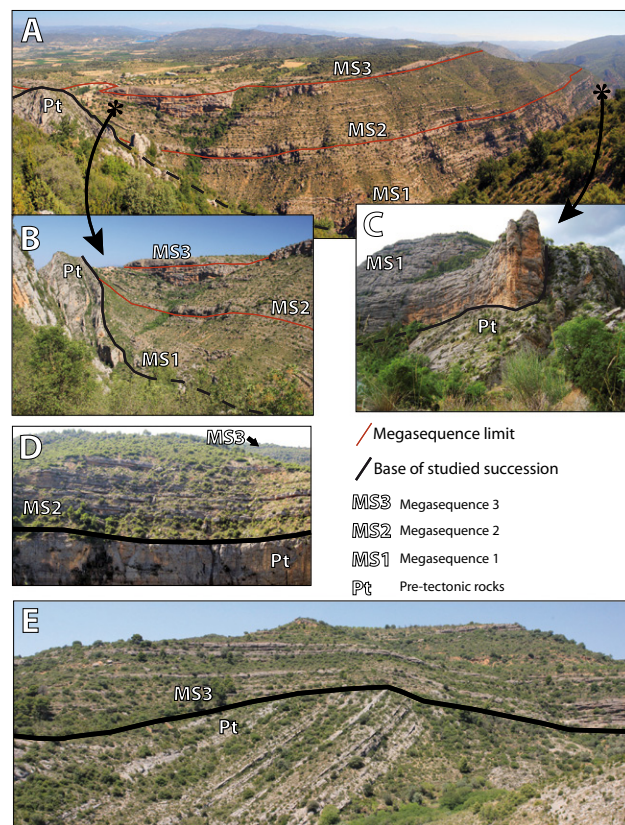 A
MS3
Pt
MS2
MS1
B
Pt
MS3
MS2
MS1
C
MS1
Pt
D
MS3
MS2
Pt
Megasequence limit
Base of studied succession
MS3 Megasequence 3
MS2 Megasequence 2
MS1 Megasequence 1
Pt Pre-tectonic rocks
E
MS3
Pt